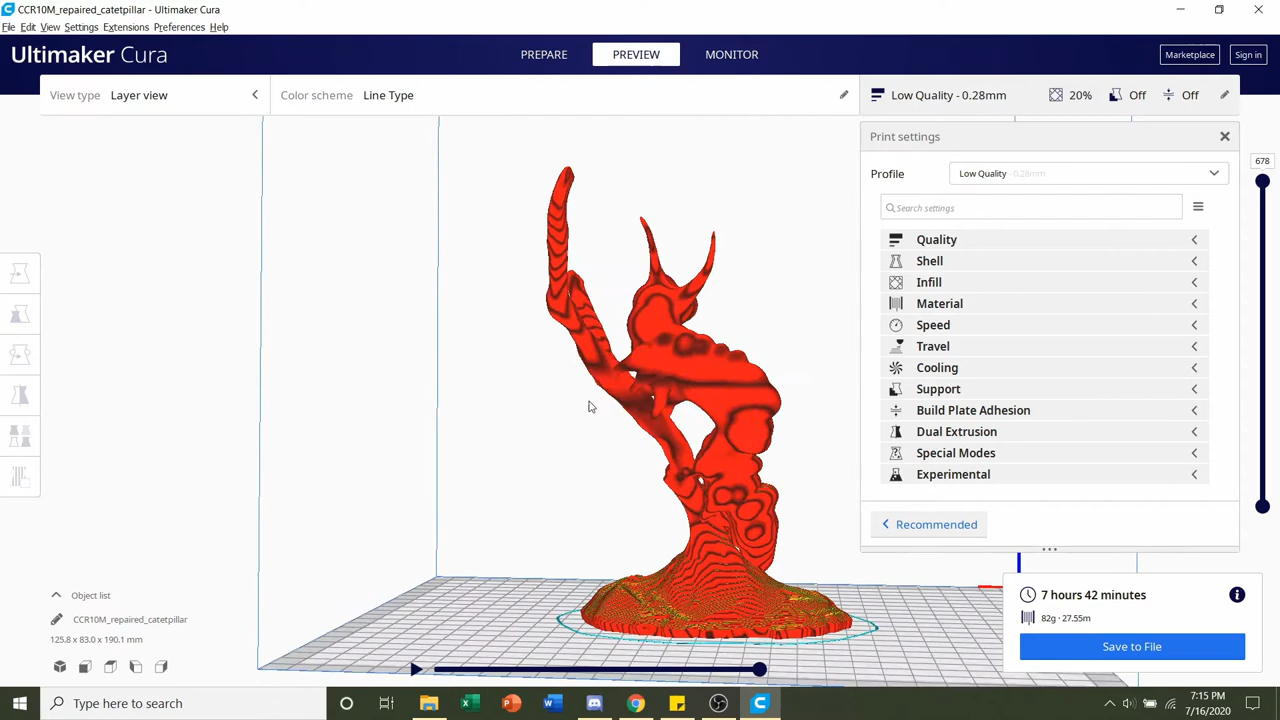 CCR10M_repaired_catetpillar - Ultimaker Cura
File Edit View Settings Extensions Preferences Help
Ultimaker Cura
PREPARE
PREVIEW
MONITOR
Marketplace
Sign in
View type Layer view
Color scheme Line Type
Low Quality - 0.28mm
20%
Off
Off
Print settings
678
Profile
Low Quality - 0.28mm
Search settings
Quality
Shell
Infill
Material
Speed
Travel
Cooling
Support
Build Plate Adhesion
Dual Extrusion
Special Modes
Experimental
Recommended
Object list
CCR10M_repaired_catetpillar
125.8 x 83.0 x 190.1 mm
7 hours 42 minutes
82g · 27.55m
Save to File
Type here to search
7:15 PM
7/16/2020